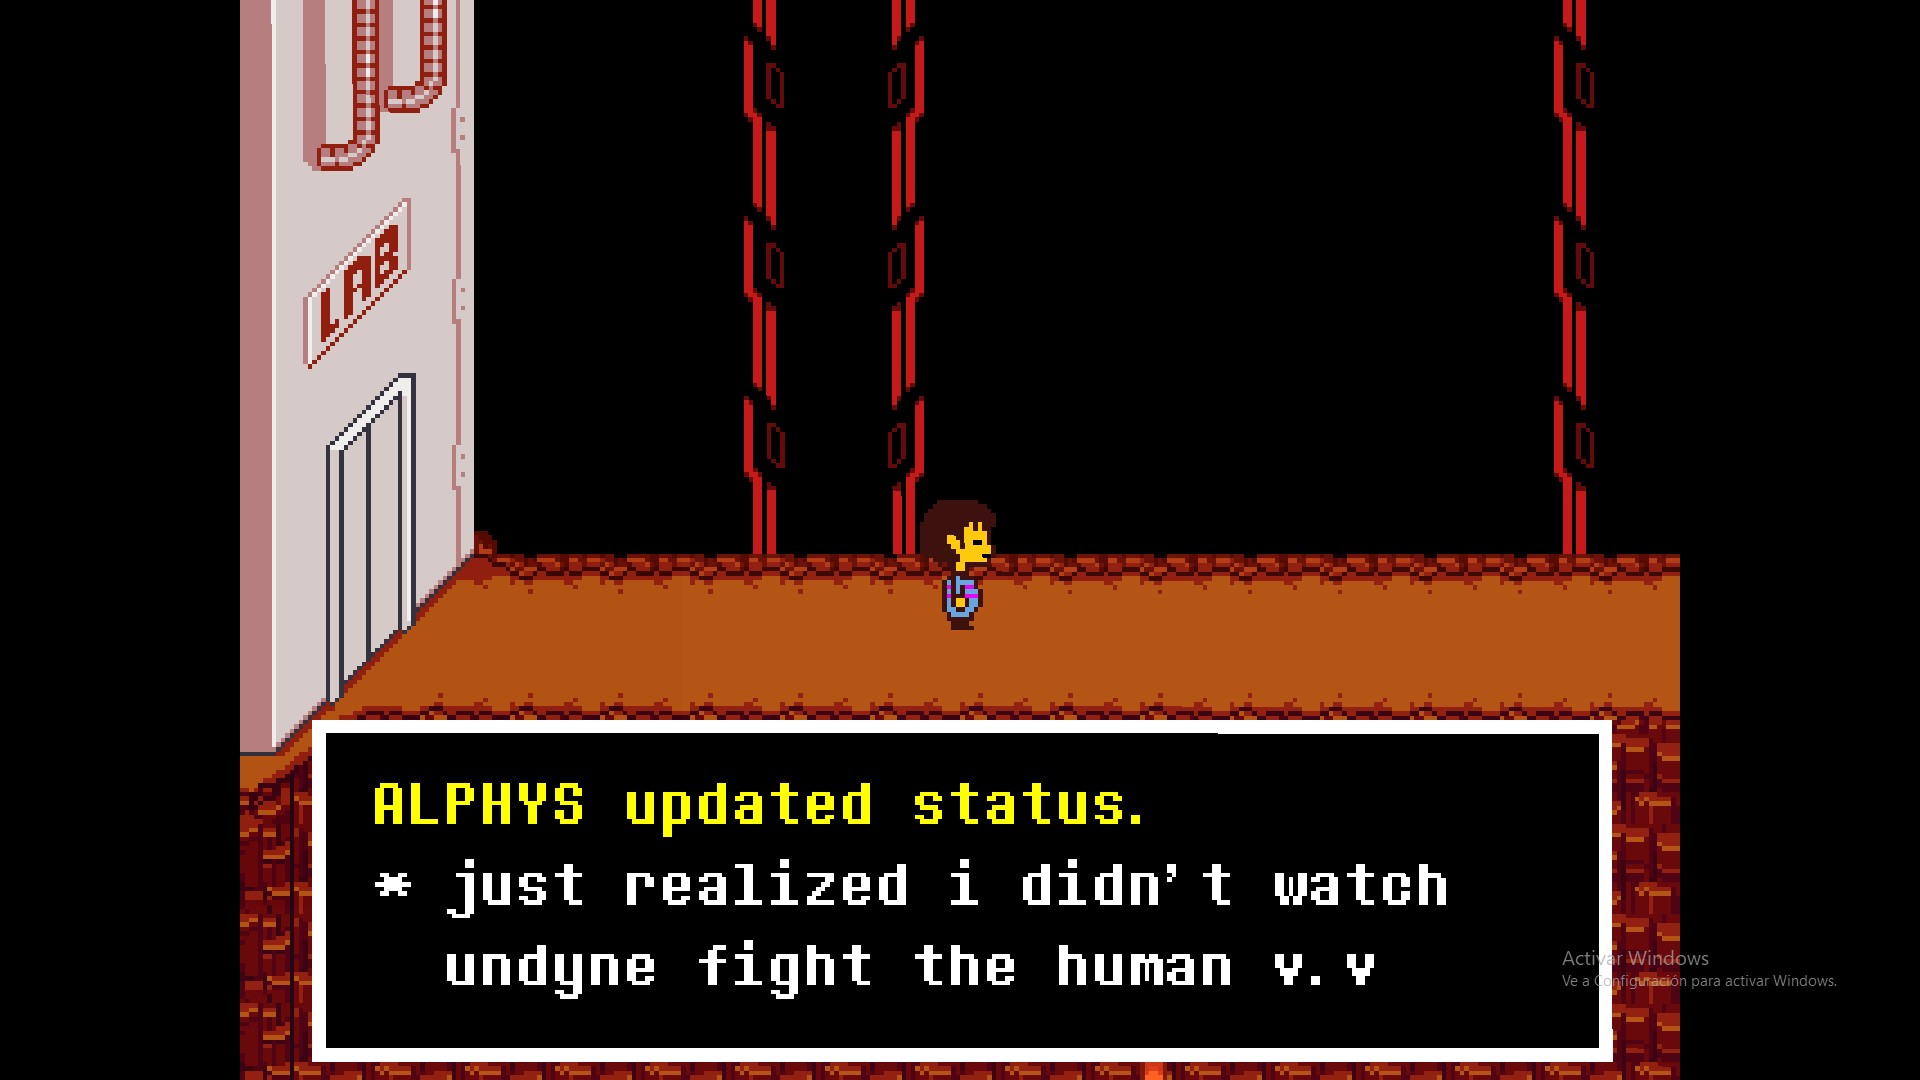 LAB
ALPHYS updated status.
* just realized i didn't watch
undyne fight the human v.v
Activar Windows
Ve a Configuración para activar Windows.